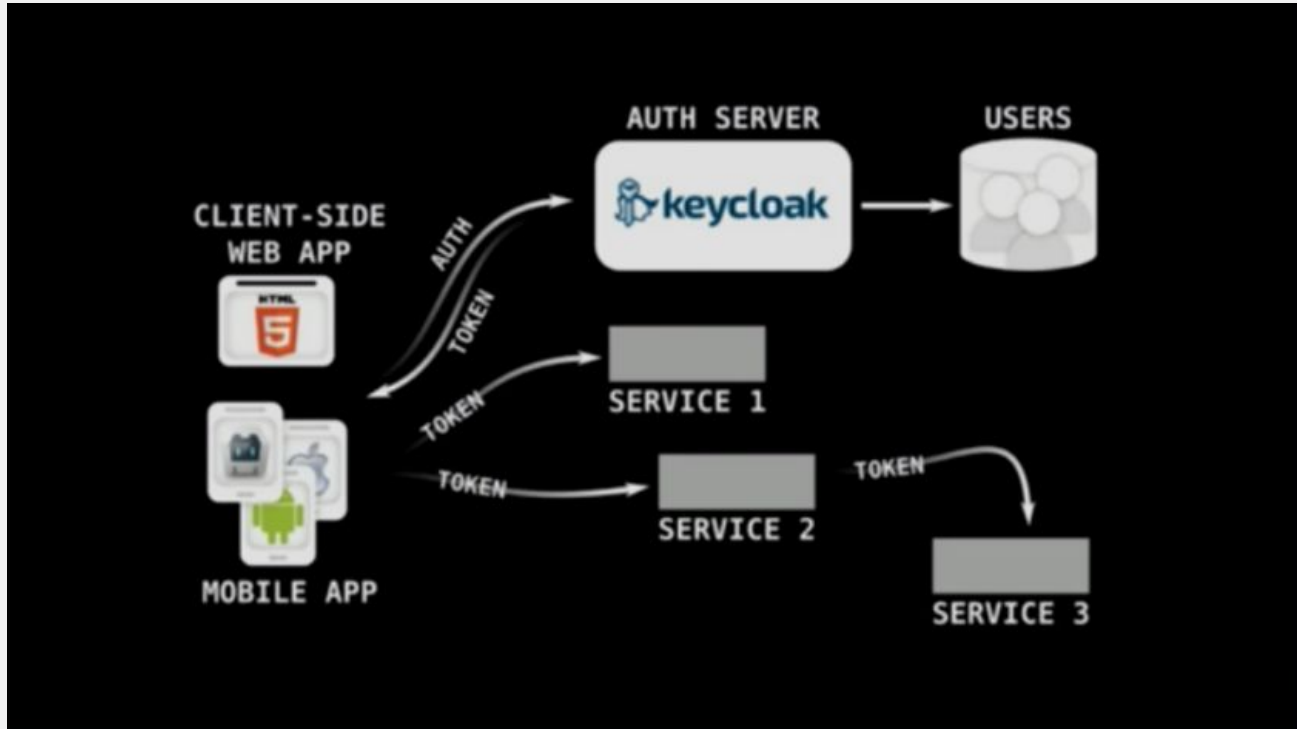 AUTH SERVER
USERS
keycloak
CLIENT-SIDE
WEB APP
HTML
5
AUTH
TOKEN
TOKEN
SERVICE 1
TOKEN
SERVICE 2
TOKEN
SERVICE 3
MOBILE APP